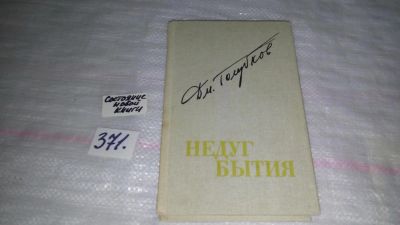 Состояние
новой
книги
371.
Дм. Голубков
НЕДУГ
БЫТИЯ